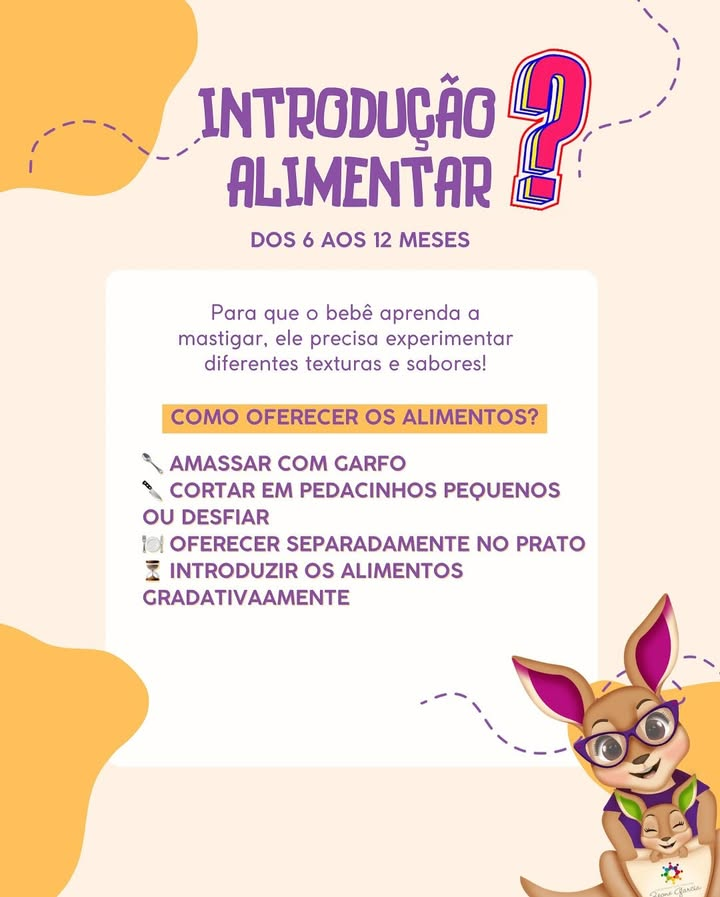 INTRODUÇÃO ?
ALIMENTAR
DOS 6 AOS 12 MESES
Para que o bebê aprenda a
mastigar, ele precisa experimentar
diferentes texturas e sabores!
COMO OFERECER OS ALIMENTOS?
AMASSAR COM GARFO
CORTAR EM PEDACINHOS PEQUENOS
OU DESFIAR
OFERECER SEPARADAMENTE NO PRATO
INTRODUZIR OS ALIMENTOS
GRADATIVAAMENTE
Garcia